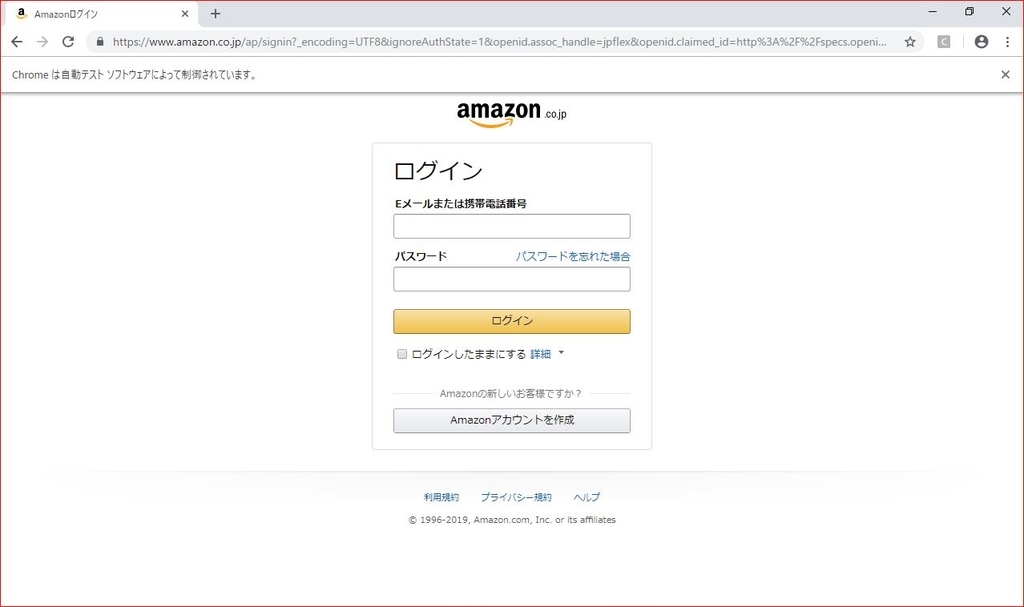 Amazonログイン
https://www.amazon.co.jp/ap/signin?_encoding=UTF8&ignoreAuthState=1&openid.assoc_handle=jpflex&openid.claimed_id=http%3A%2F%2Fspecs.openi...
Chrome は自動テスト ソフトウェアによって制御されています。
amazon.co.jp
ログイン
Eメールまたは携帯電話番号
パスワード パスワードを忘れた場合
ログイン
ログインしたままにする 詳細
Amazonの新しいお客様ですか？
Amazonアカウントを作成
利用規約 プライバシー規約 ヘルプ
© 1996-2019, Amazon.com, Inc. or its affiliates